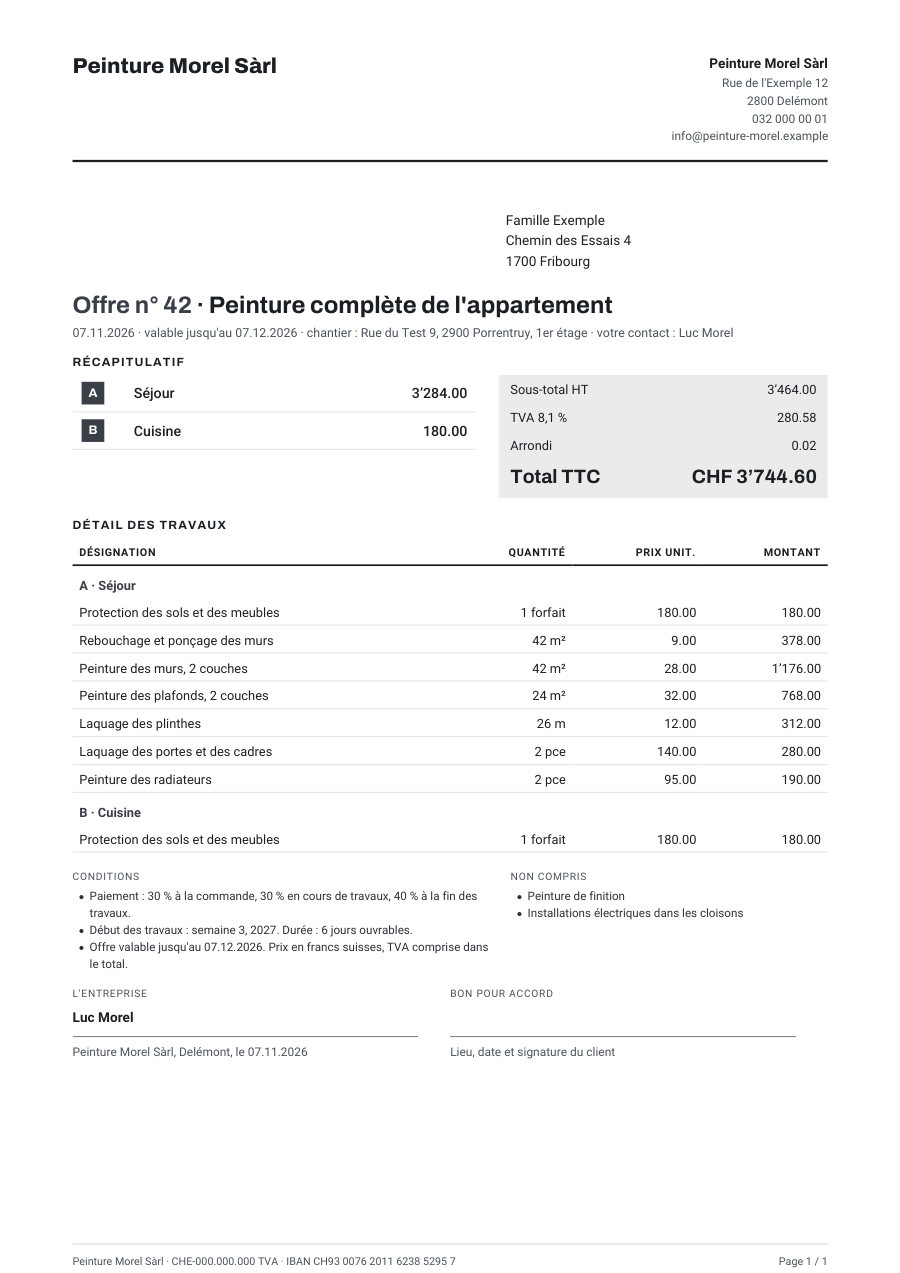 Peinture Morel Sàrl
Peinture Morel Sàrl
Rue de l'Exemple 12
2800 Delémont
032 000 00 01
info@peinture-morel.example
Famille Exemple
Chemin des Essais 4
1700 Fribourg
Offre n° 42 · Peinture complète de l'appartement
07.11.2026 · valable jusqu'au 07.12.2026 · chantier : Rue du Test 9, 2900 Porrentruy, 1er étage · votre contact : Luc Morel
RÉCAPITULATIF
A Séjour 3’284.00
B Cuisine 180.00
Sous-total HT 3’464.00
TVA 8,1 % 280.58
Arrondi 0.02
Total TTC CHF 3’744.60
DÉTAIL DES TRAVAUX
DÉSIGNATION QUANTITÉ PRIX UNIT. MONTANT
A · Séjour
Protection des sols et des meubles 1 forfait 180.00 180.00
Rebouchage et ponçage des murs 42 m² 9.00 378.00
Peinture des murs, 2 couches 42 m² 28.00 1’176.00
Peinture des plafonds, 2 couches 24 m² 32.00 768.00
Laquage des plinthes 26 m 12.00 312.00
Laquage des portes et des cadres 2 pce 140.00 280.00
Peinture des radiateurs 2 pce 95.00 190.00
B · Cuisine
Protection des sols et des meubles 1 forfait 180.00 180.00
CONDITIONS
• Paiement : 30 % à la commande, 30 % en cours de travaux, 40 % à la fin des
travaux.
• Début des travaux : semaine 3, 2027. Durée : 6 jours ouvrables.
• Offre valable jusqu'au 07.12.2026. Prix en francs suisses, TVA comprise dans
le total.
NON COMPRIS
• Peinture de finition
• Installations électriques dans les cloisons
L'ENTREPRISE
Luc Morel
Peinture Morel Sàrl, Delémont, le 07.11.2026
BON POUR ACCORD
Lieu, date et signature du client
Peinture Morel Sàrl · CHE-000.000.000 TVA · IBAN CH93 0076 2011 6238 5295 7
Page 1 / 1